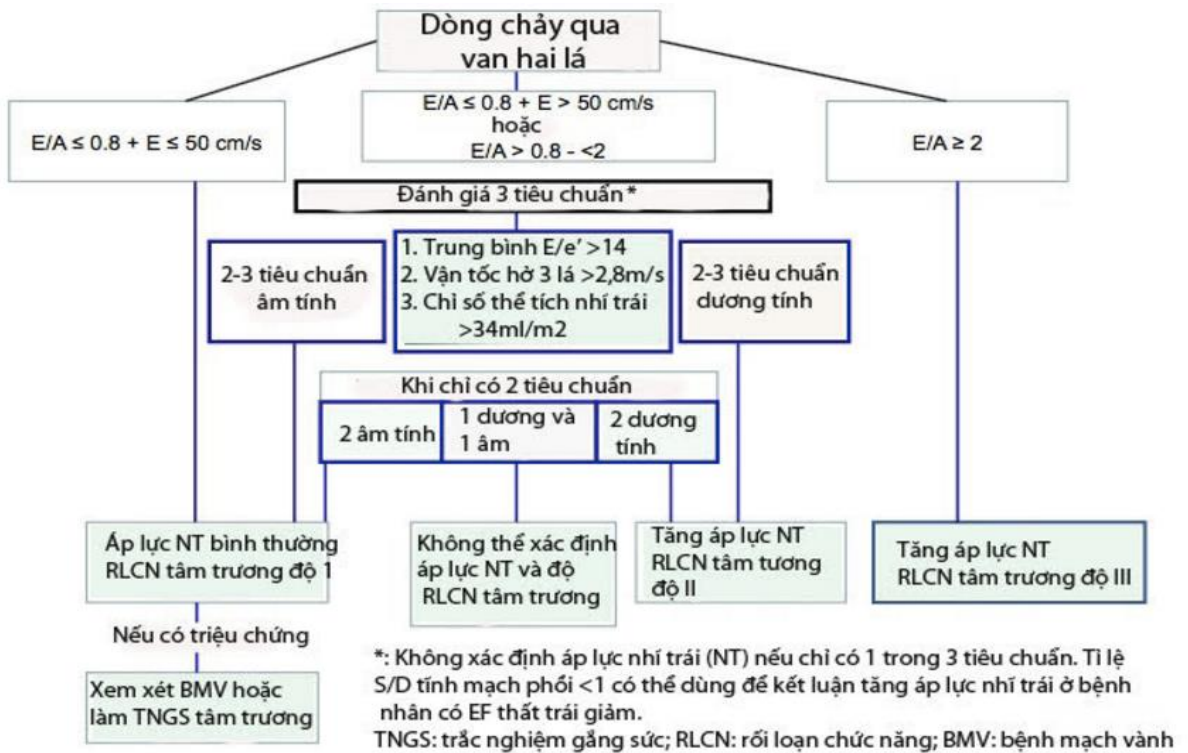 Dòng chảy qua
van hai lá
E/A ≤ 0.8 + E ≤ 50 cm/s
E/A ≤ 0.8 + E > 50 cm/s
hoặc
E/A > 0.8 - <2
E/A ≥ 2
Đánh giá 3 tiêu chuẩn*
2-3 tiêu chuẩn
âm tính
1. Trung bình E/e' >14
2. Vận tốc hở 3 lá >2,8m/s
3. Chỉ số thể tích nhí trái
>34ml/m2
2-3 tiêu chuẩn
dương tính
Khi chỉ có 2 tiêu chuẩn
2 âm tính
1 dương và
1 âm
2 dương
tính
Áp lực NT bình thường
RLCN tâm trương độ 1
Không thể xác định
áp lực NT và độ
RLCN tâm trương
Tăng áp lực NT
RLCN tâm tương
độ II
Tăng áp lực NT
RLCN tâm trương độ III
Nếu có triệu chứng
Xem xét BMV hoặc
làm TNGS tâm trương
*: Không xác định áp lực nhí trái (NT) nếu chỉ có 1 trong 3 tiêu chuẩn. Tỉ lệ
S/D tĩnh mạch phổi <1 có thể dùng để kết luận tăng áp lực nhĩ trái ở bệnh
nhân có EF thất trái giảm.
TNGS: trắc nghiệm gắng sức; RLCN: rối loạn chức năng; BMV: bệnh mạch vành